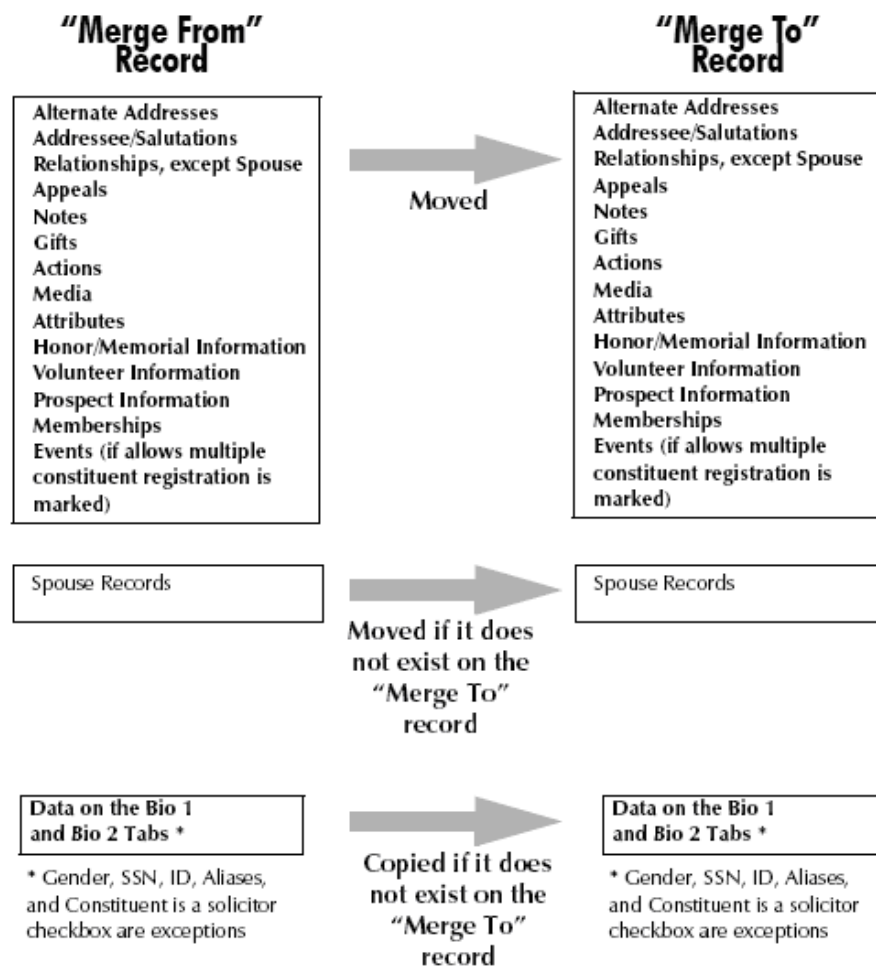 “Merge From”
Record
“Merge To”
Record
Alternate Addresses
Addressee/Salutations
Relationships, except Spouse
Appeals
Notes
Gifts
Actions
Media
Attributes
Honor/Memorial Information
Volunteer Information
Prospect Information
Memberships
Events (if allows multiple
constituent registration is
marked)
Moved
Alternate Addresses
Addressee/Salutations
Relationships, except Spouse
Appeals
Notes
Gifts
Actions
Media
Attributes
Honor/Memorial Information
Volunteer Information
Prospect Information
Memberships
Events (if allows multiple
constituent registration is
marked)
Spouse Records
Moved if it does
not exist on the
“Merge To”
record
Spouse Records
Data on the Bio 1
and Bio 2 Tabs *
* Gender, SSN, ID, Aliases,
and Constituent is a solicitor
checkbox are exceptions
Copied if it does
not exist on the
“Merge To”
record
Data on the Bio 1
and Bio 2 Tabs *
* Gender, SSN, ID, Aliases,
and Constituent is a solicitor
checkbox are exceptions